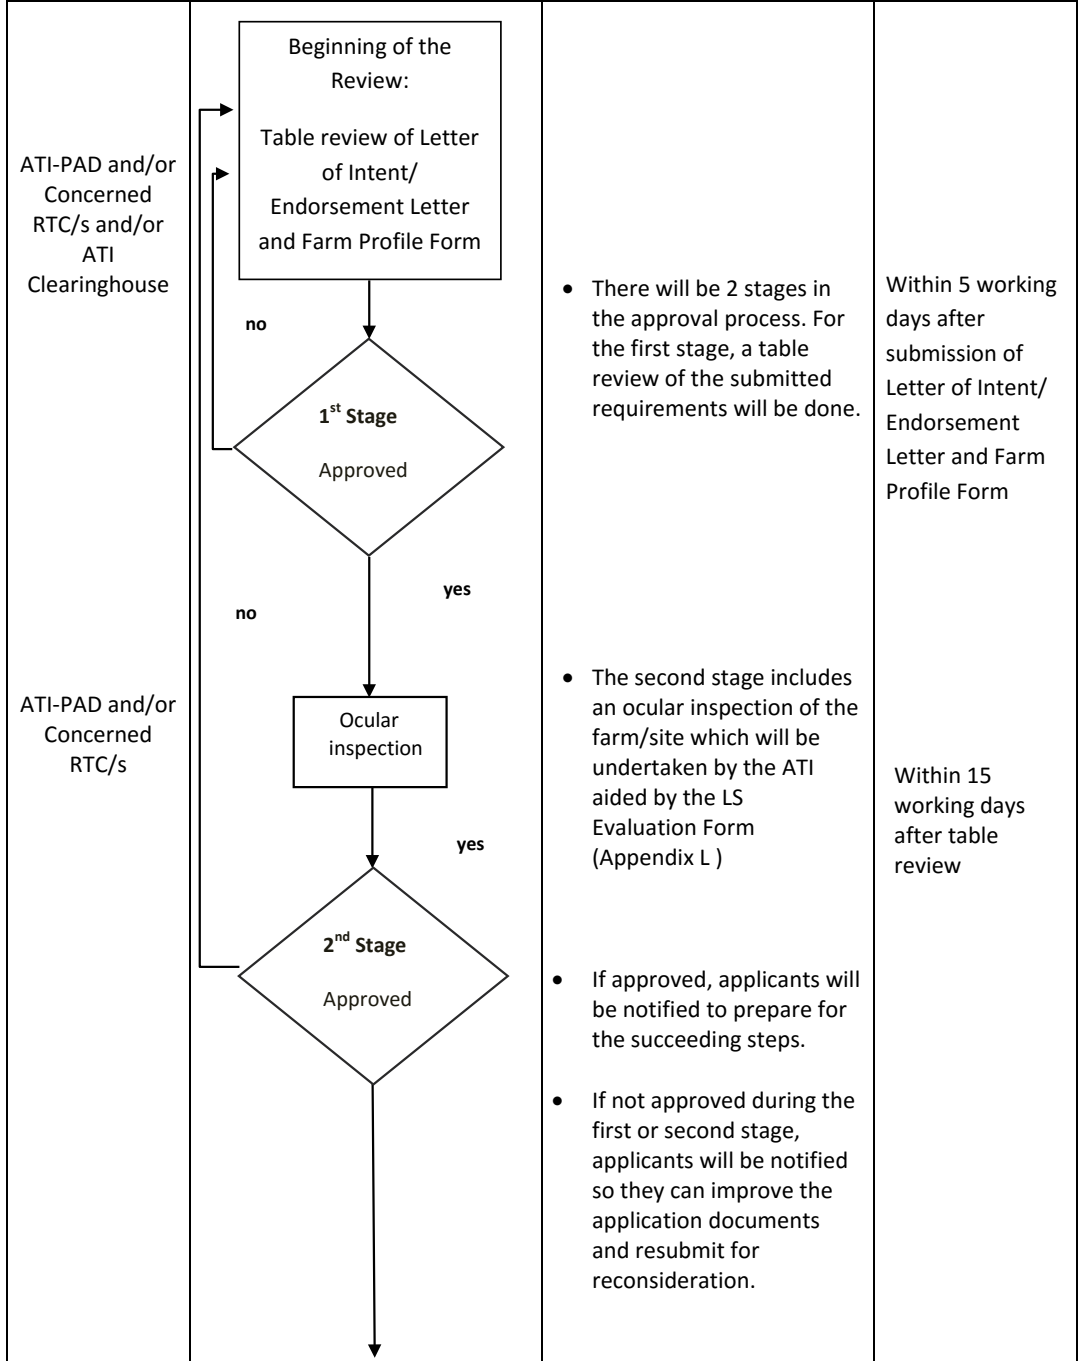 Beginning of the
Review:
Table review of Letter
of Intent/
Endorsement Letter
and Farm Profile Form
ATI-PAD and/or
Concerned
RTC/s and/or
ATI
Clearinghouse
no
1st Stage
Approved
• There will be 2 stages in
the approval process. For
the first stage, a table
review of the submitted
requirements will be done.
Within 5 working
days after
submission of
Letter of Intent/
Endorsement
Letter and Farm
Profile Form
yes
no
ATI-PAD and/or
Concerned
RTC/s
Ocular
inspection
• The second stage includes
an ocular inspection of the
farm/site which will be
undertaken by the ATI
aided by the LS
Evaluation Form
(Appendix L )
Within 15
working days
after table
review
yes
2nd Stage
Approved
• If approved, applicants will
be notified to prepare for
the succeeding steps.
• If not approved during the
first or second stage,
applicants will be notified
so they can improve the
application documents
and resubmit for
reconsideration.